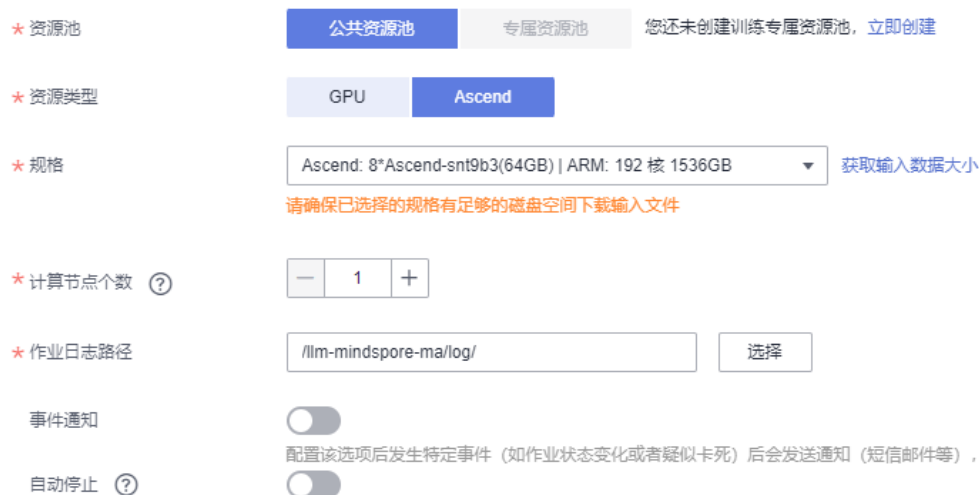 * 资源池 公共资源池 专属资源池 您还未创建训练专属资源池，立即创建
* 资源类型 GPU Ascend
* 规格 Ascend: 8*Ascend-snt9b3(64GB) | ARM: 192 核 1536GB 获取输入数据大小
请确保已选择的规格有足够的磁盘空间下载输入文件
* 计算节点个数 ? — 1 +
* 作业日志路径 /llm-mindspore-ma/log/ 选择
事件通知
配置该选项后发生特定事件（如作业状态变化或者疑似卡死）后会发送通知（短信邮件等），
自动停止 ?